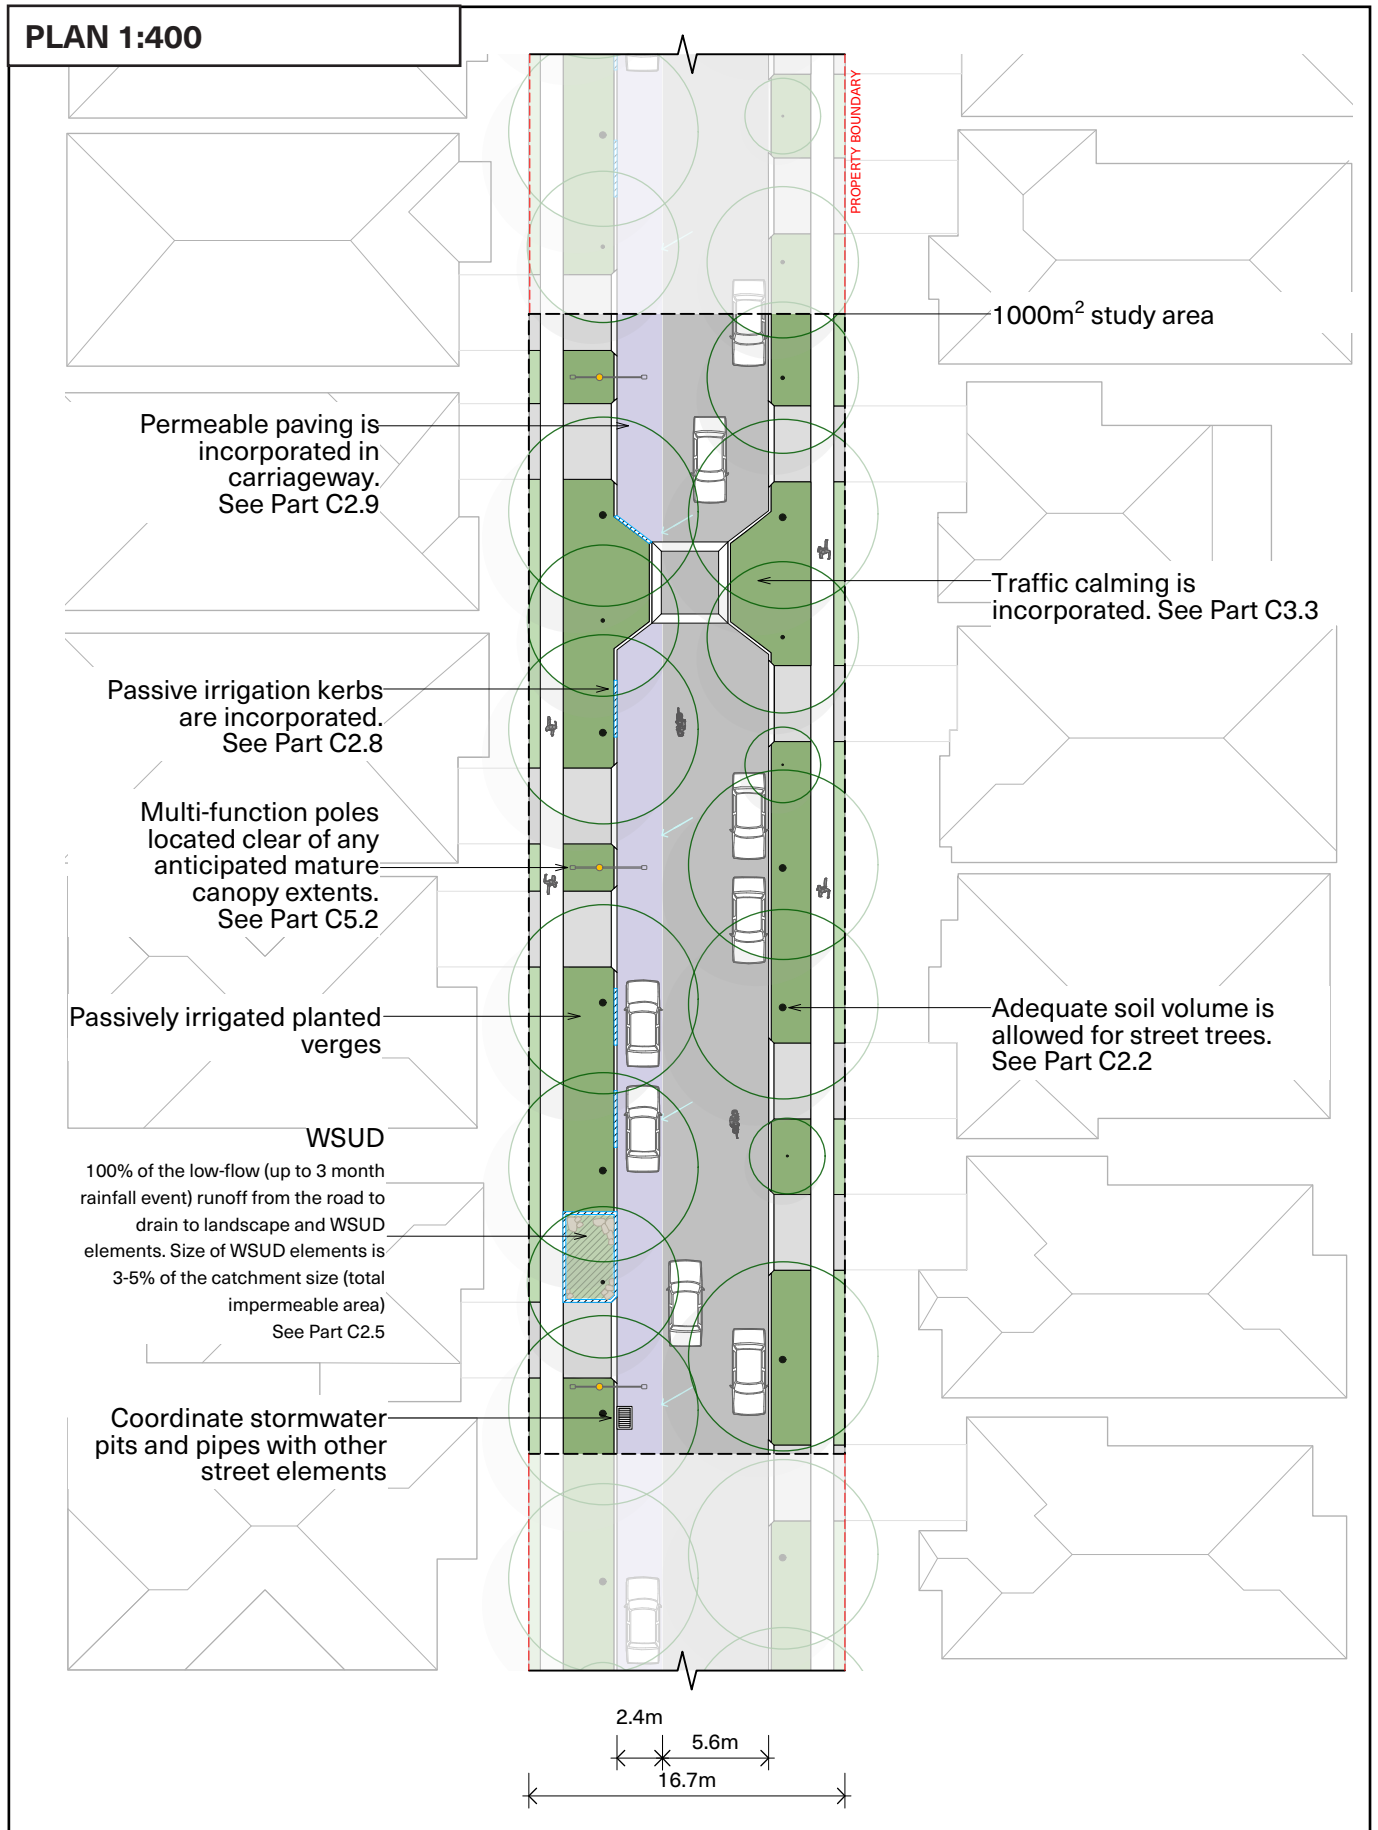 PLAN 1:400
PROPERTY BOUNDARY
1000m² study area
Permeable paving is
incorporated in
carriageway.
See Part C2.9
Traffic calming is
incorporated. See Part C3.3
Passive irrigation kerbs
are incorporated.
See Part C2.8
Multi-function poles
located clear of any
anticipated mature
canopy extents.
See Part C5.2
Passively irrigated planted
verges
Adequate soil volume is
allowed for street trees.
See Part C2.2
WSUD
100% of the low-flow (up to 3 month
rainfall event) runoff from the road to
drain to landscape and WSUD
elements. Size of WSUD elements is
3-5% of the catchment size (total
impermeable area)
See Part C2.5
Coordinate stormwater
pits and pipes with other
street elements
2.4m
5.6m
16.7m